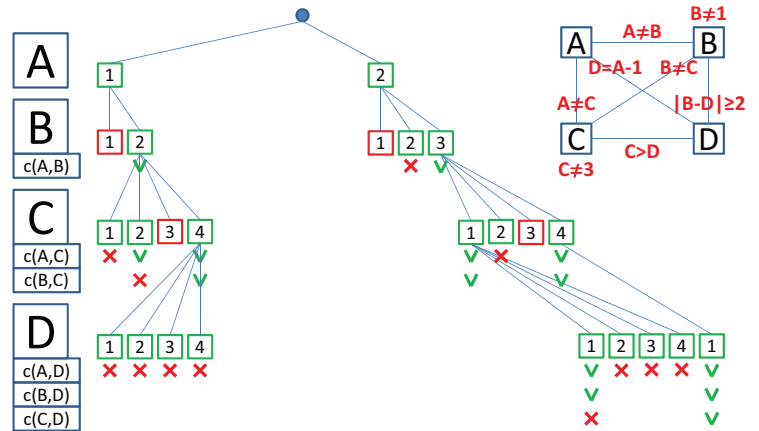 B≠1
A≠B
A
B
D=A-1
B≠C
A≠C
|B-D|≥2
C
D
C>D
C≠3
A
1
2
B
c(A,B)
1
2
1
2
3
C
c(A,C)
c(B,C)
1
2
3
4
1
2
3
4
D
c(A,D)
c(B,D)
c(C,D)
1
2
3
4
1
2
3
4
1